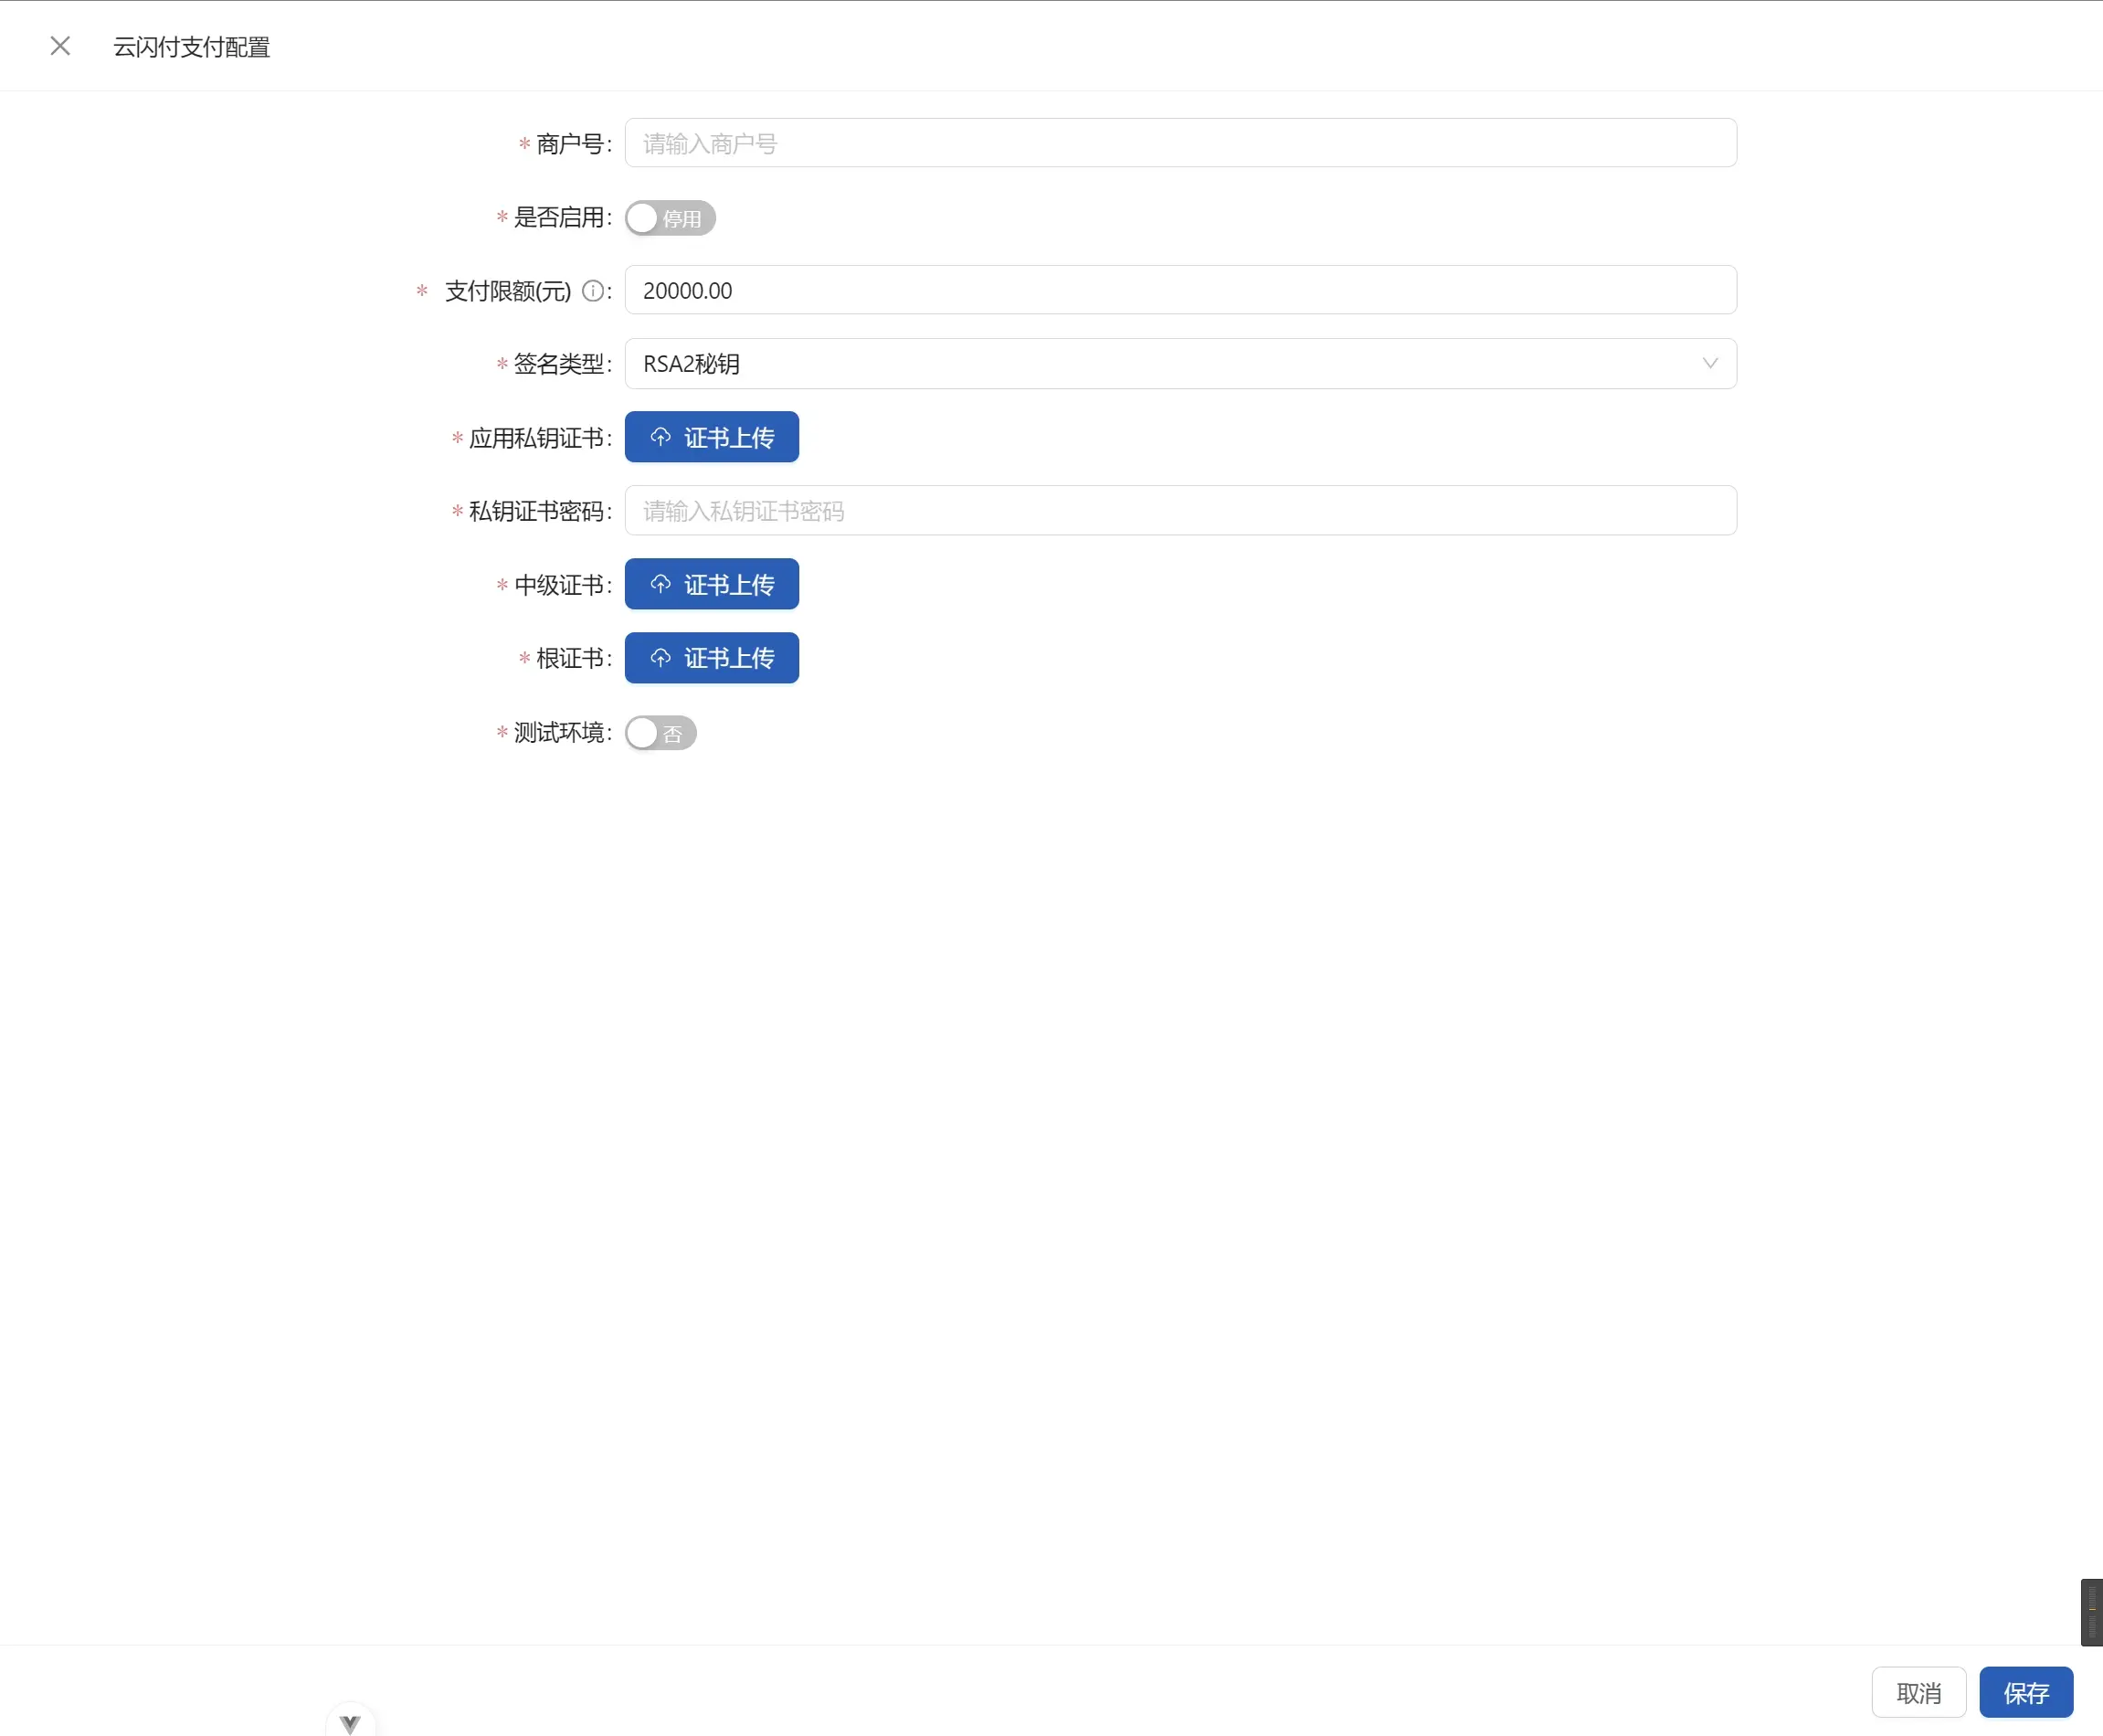 云闪付支付配置
* 商户号: 请输入商户号
* 是否启用: 停用
* 支付限额(元) : 20000.00
* 签名类型: RSA2秘钥
* 应用私钥证书: 证书上传
* 私钥证书密码: 请输入私钥证书密码
* 中级证书: 证书上传
* 根证书: 证书上传
* 测试环境: 否
取消 保存